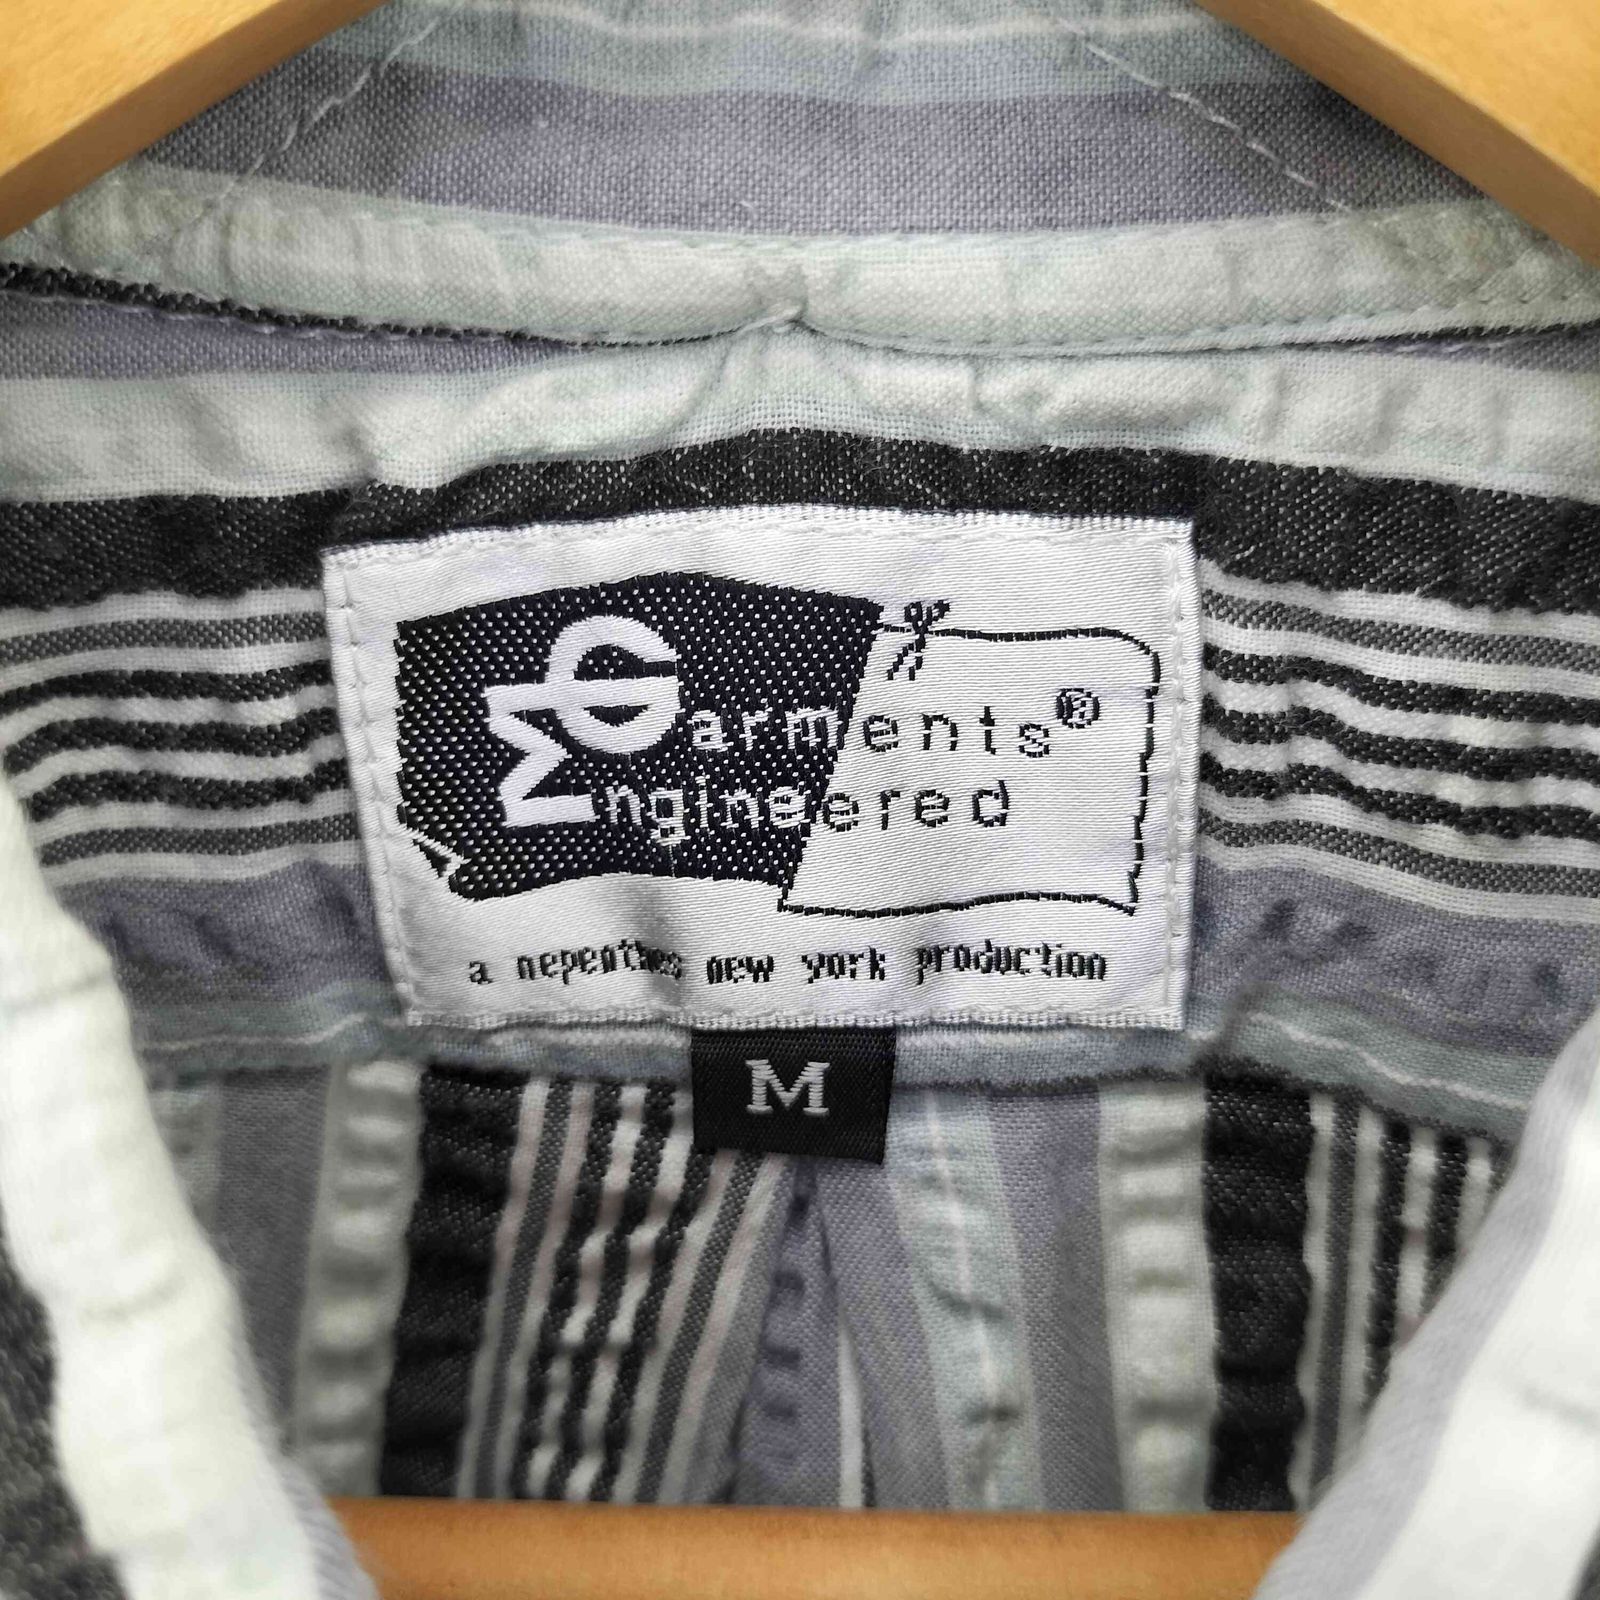 Garments®
Engineered
a nepenthes new york production
M